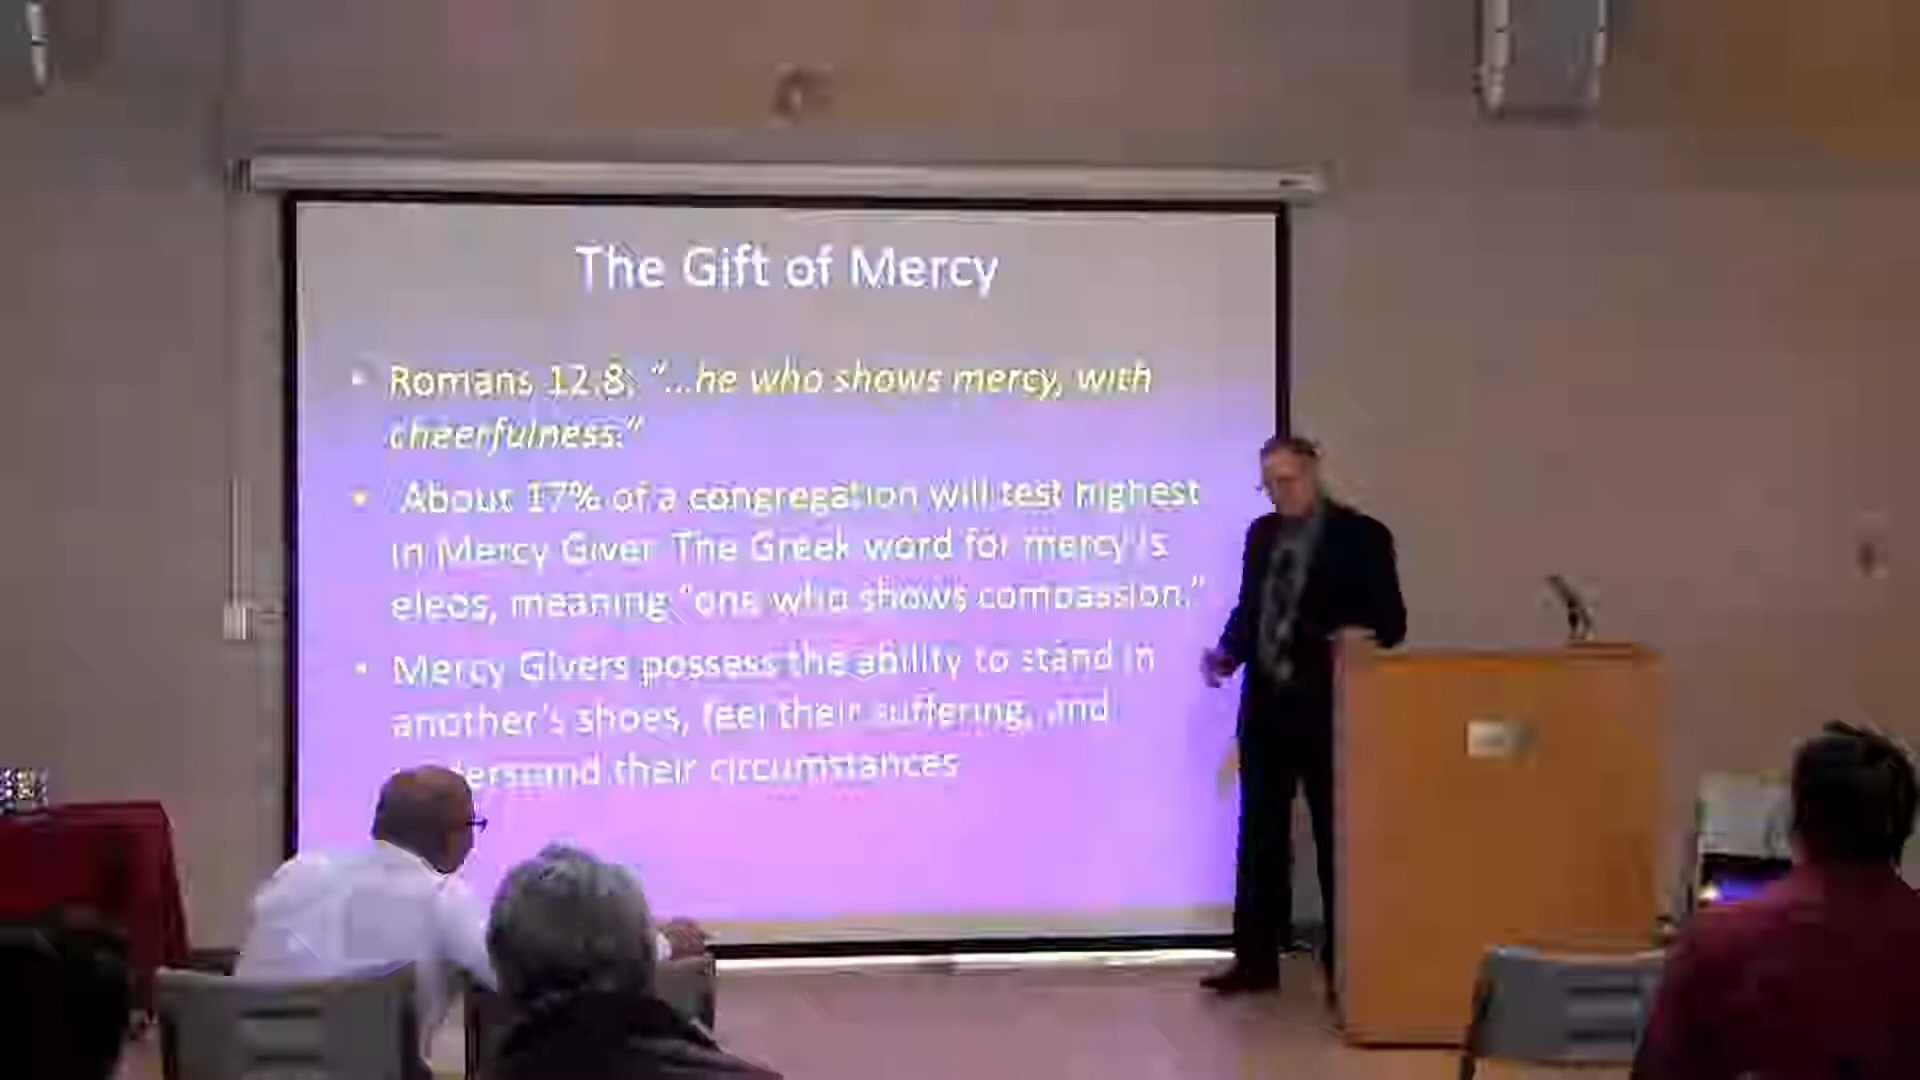 The Gift of Mercy
• Romans 12:8, “...he who shows mercy, with
cheerfulness.”
• About 17% of a congregation will test highest
in Mercy Giver. The Greek word for mercy is
eleos, meaning “one who shows compassion.”
• Mercy Givers possess the ability to stand in
another's shoes, feel their suffering, and
their circumstances